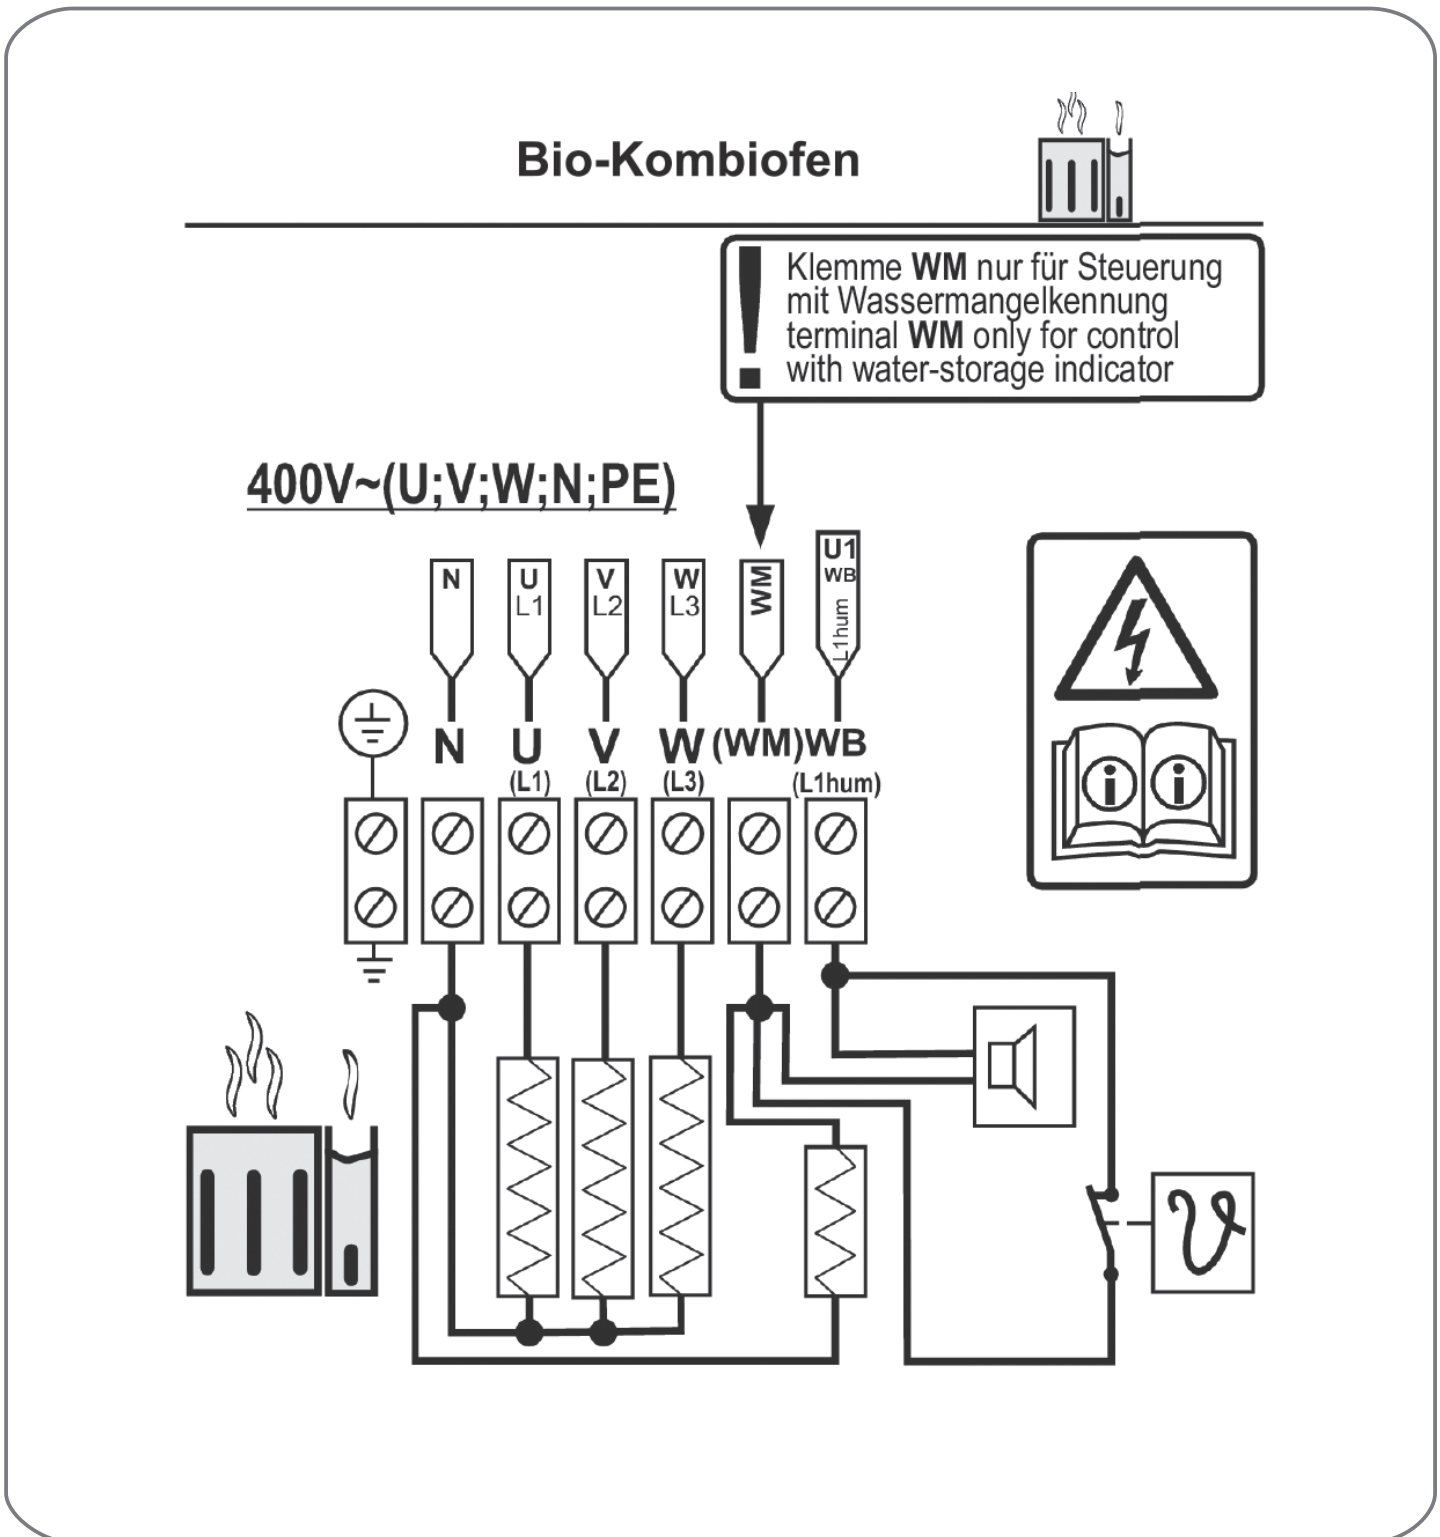 Bio-Kombiofen
Klemme WM nur für Steuerung
mit Wassermangelkennung
terminal WM only for control
with water-storage indicator
400V~(U;V;W;N;PE)
N
U
L1
V
L2
W
L3
WM
U1
WB
L1hum
N
U
(L1)
V
(L2)
W
(L3)
(WM)
WB
(L1hum)